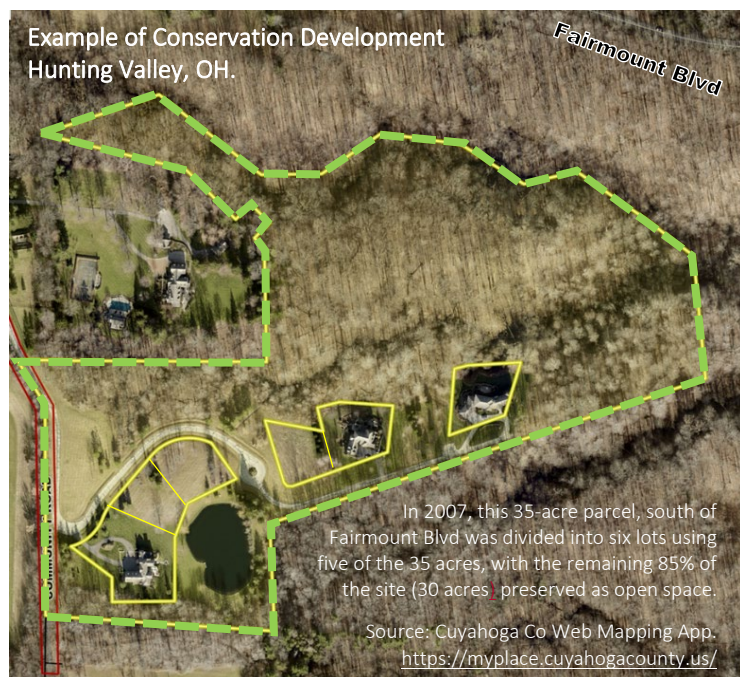 Example of Conservation Development
Hunting Valley, OH.
Fairmount Blvd
In 2007, this 35-acre parcel, south of
Fairmount Blvd was divided into six lots using
five of the 35 acres, with the remaining 85% of
the site (30 acres) preserved as open space.
Source: Cuyahoga Co Web Mapping App.
https://myplace.cuyahogacounty.us/